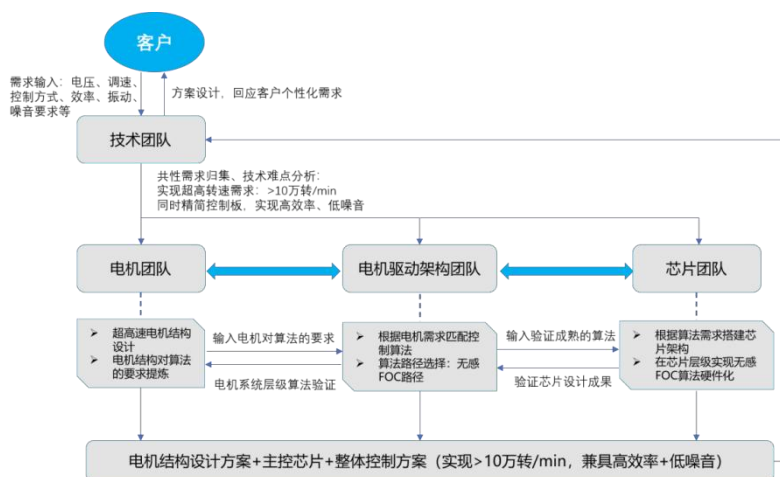 客户
需求输入：电压、调速、
控制方式、效率、振动、
噪音要求等
方案设计，回应客户个性化需求
技术团队
共性需求归集、技术难点分析：
实现超高转速需求：>10万转/min
同时精简控制板，实现高效率、低噪音
电机团队
电机驱动架构团队
芯片团队
➢ 超高速电机结构
设计
➢ 电机结构对算法
的要求提炼
输入电机对算法的要求
电机系统层级算法验证
➢ 根据电机需求匹配控
制算法
➢ 算法路径选择：无感
FOC路径
输入验证成熟的算法
验证芯片设计成果
➢ 根据算法需求搭建芯
片架构
➢ 在芯片层级实现无感
FOC算法硬件化
电机结构设计方案+主控芯片+整体控制方案（实现>10万转/min，兼具高效率+低噪音）